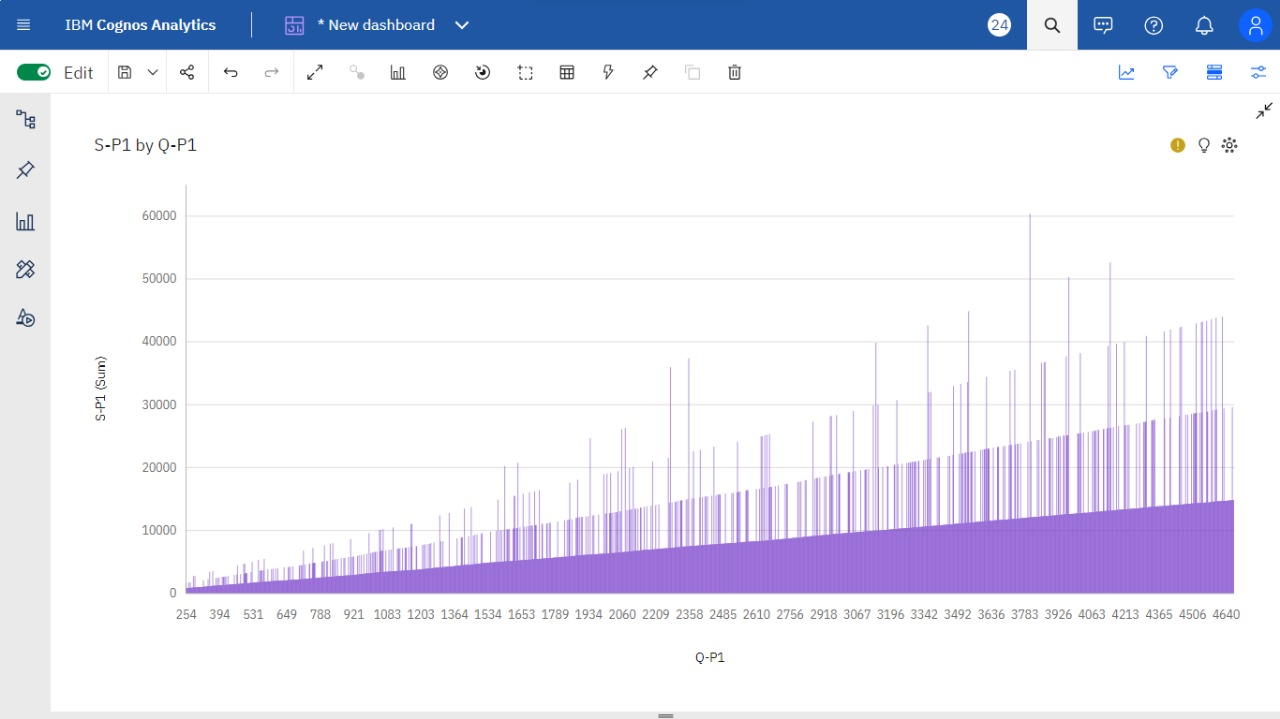 IBM Cognos Analytics
* New dashboard
24
Edit
S-P1 by Q-P1
60000
50000
40000
30000
20000
10000
0
S-P1 (Sum)
254 394 531 649 788 921 1083 1203 1364 1534 1653 1789 1934 2060 2209 2358 2485 2610 2756 2918 3067 3196 3342 3492 3636 3783 3926 4063 4213 4365 4506 4640
Q-P1